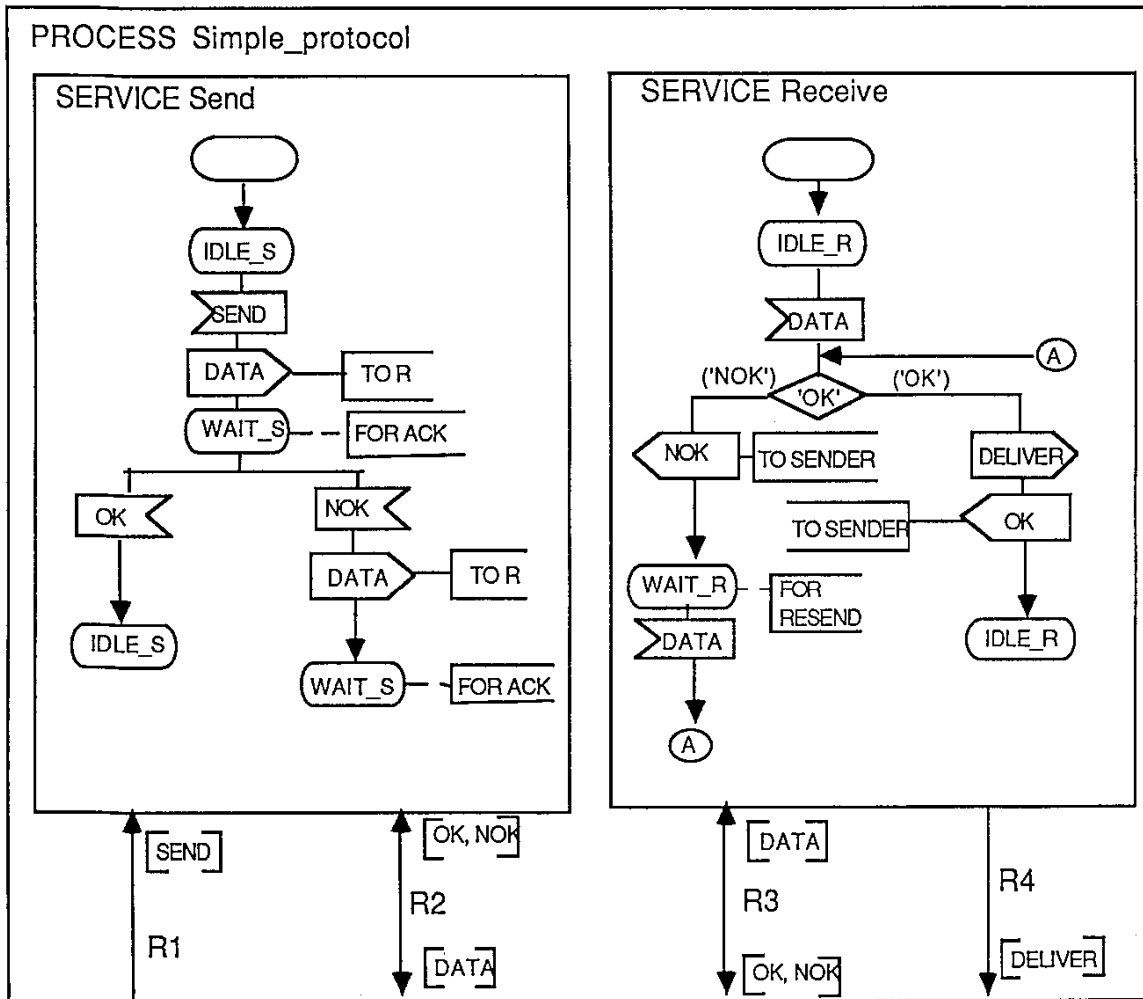 PROCESS Simple_protocol
SERVICE Send
IDLE_S
SEND
DATA
TO R
WAIT_S
FOR ACK
OK
NOK
DATA
TO R
IDLE_S
WAIT_S
FOR ACK
SERVICE Receive
IDLE_R
DATA
A
('NOK')
'OK'
('OK')
NOK
TO SENDER
DELIVER
TO SENDER
OK
WAIT_R
FOR
RESEND
DATA
IDLE_R
A
[SEND]
R1
[OK, NOK]
R2
[DATA]
[DATA]
R3
[OK, NOK]
R4
[DELIVER]